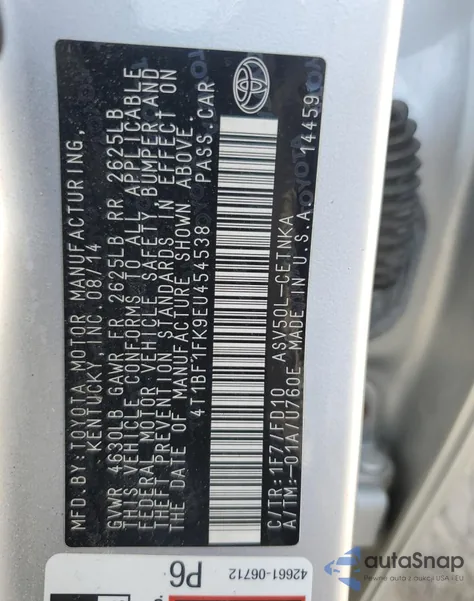 MFD.BY:TOYOTA MOTOR MANUFACTURING,
KENTUCKY, INC. 08/14
GVWR 4630LB GAWR FR 2625LB RR 2625LB
THIS VEHICLE CONFORMS TO ALL APPLICABLE
FEDERAL MOTOR VEHICLE SAFETY BUMPER,AND
THEFT PREVENTION STANDARDS IN EFFECT ON
THE DATE OF MANUFACTURE SHOWN ABOVE.
4T1BF1FK9EU454538 PASS.CAR
C/TR:1F7/FD10 ASV50L-CETNKA
A/TM:-01A/U760E MADE IN U.S.A. 14459
TOYOTA
42661-06712
P6
autoSnap